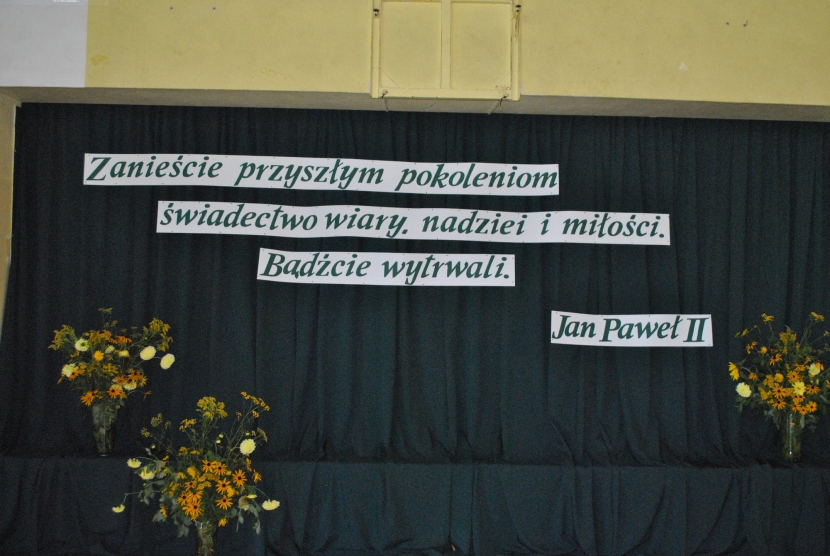 Zanieście przyszłym pokoleniom
świadectwo wiary, nadziei i miłości.
Bądźcie wytrwali.
Jan Paweł II